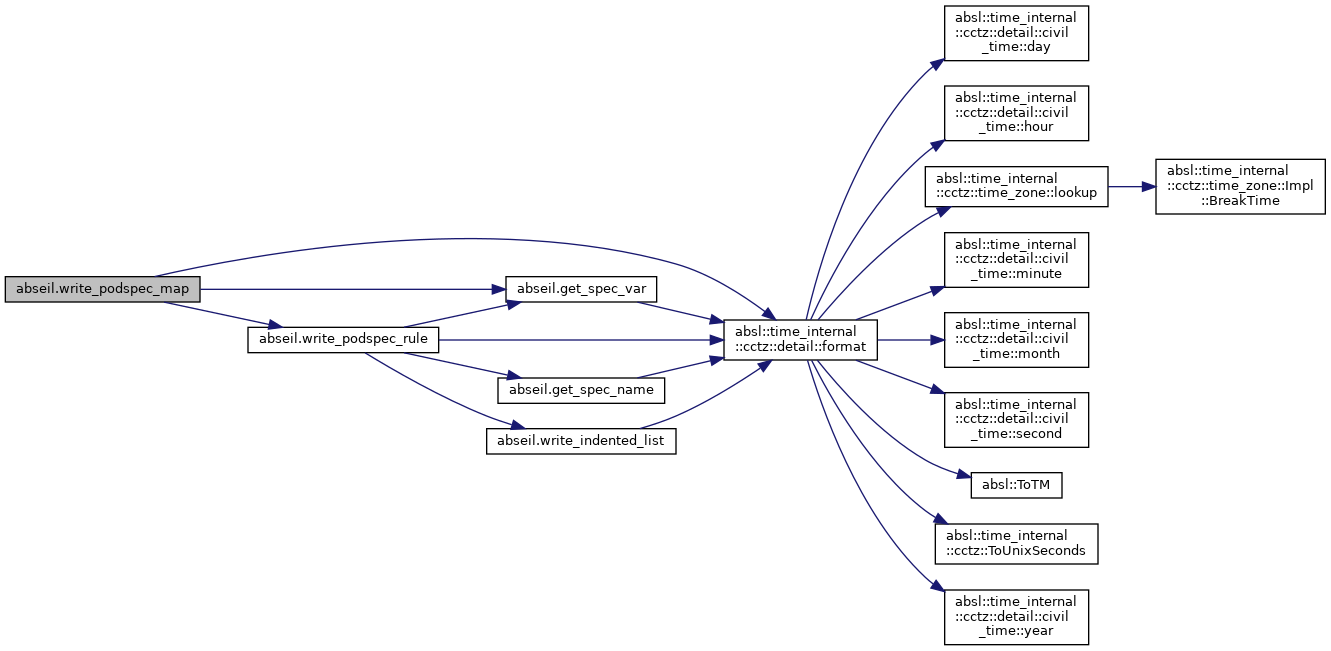 absl::time_internal
::cctz::detail::civil
_time::day
absl::time_internal
::cctz::detail::civil
_time::hour
absl::time_internal
::cctz::time_zone::lookup
absl::time_internal
::cctz::time_zone::Impl
::BreakTime
absl::time_internal
::cctz::detail::civil
_time::minute
abseil.write_podspec_map
abseil.get_spec_var
abseil.write_podspec_rule
absl::time_internal
::cctz::detail::format
absl::time_internal
::cctz::detail::civil
_time::month
abseil.get_spec_name
absl::time_internal
::cctz::detail::civil
_time::second
abseil.write_indented_list
absl::ToTM
absl::time_internal
::cctz::ToUnixSeconds
absl::time_internal
::cctz::detail::civil
_time::year